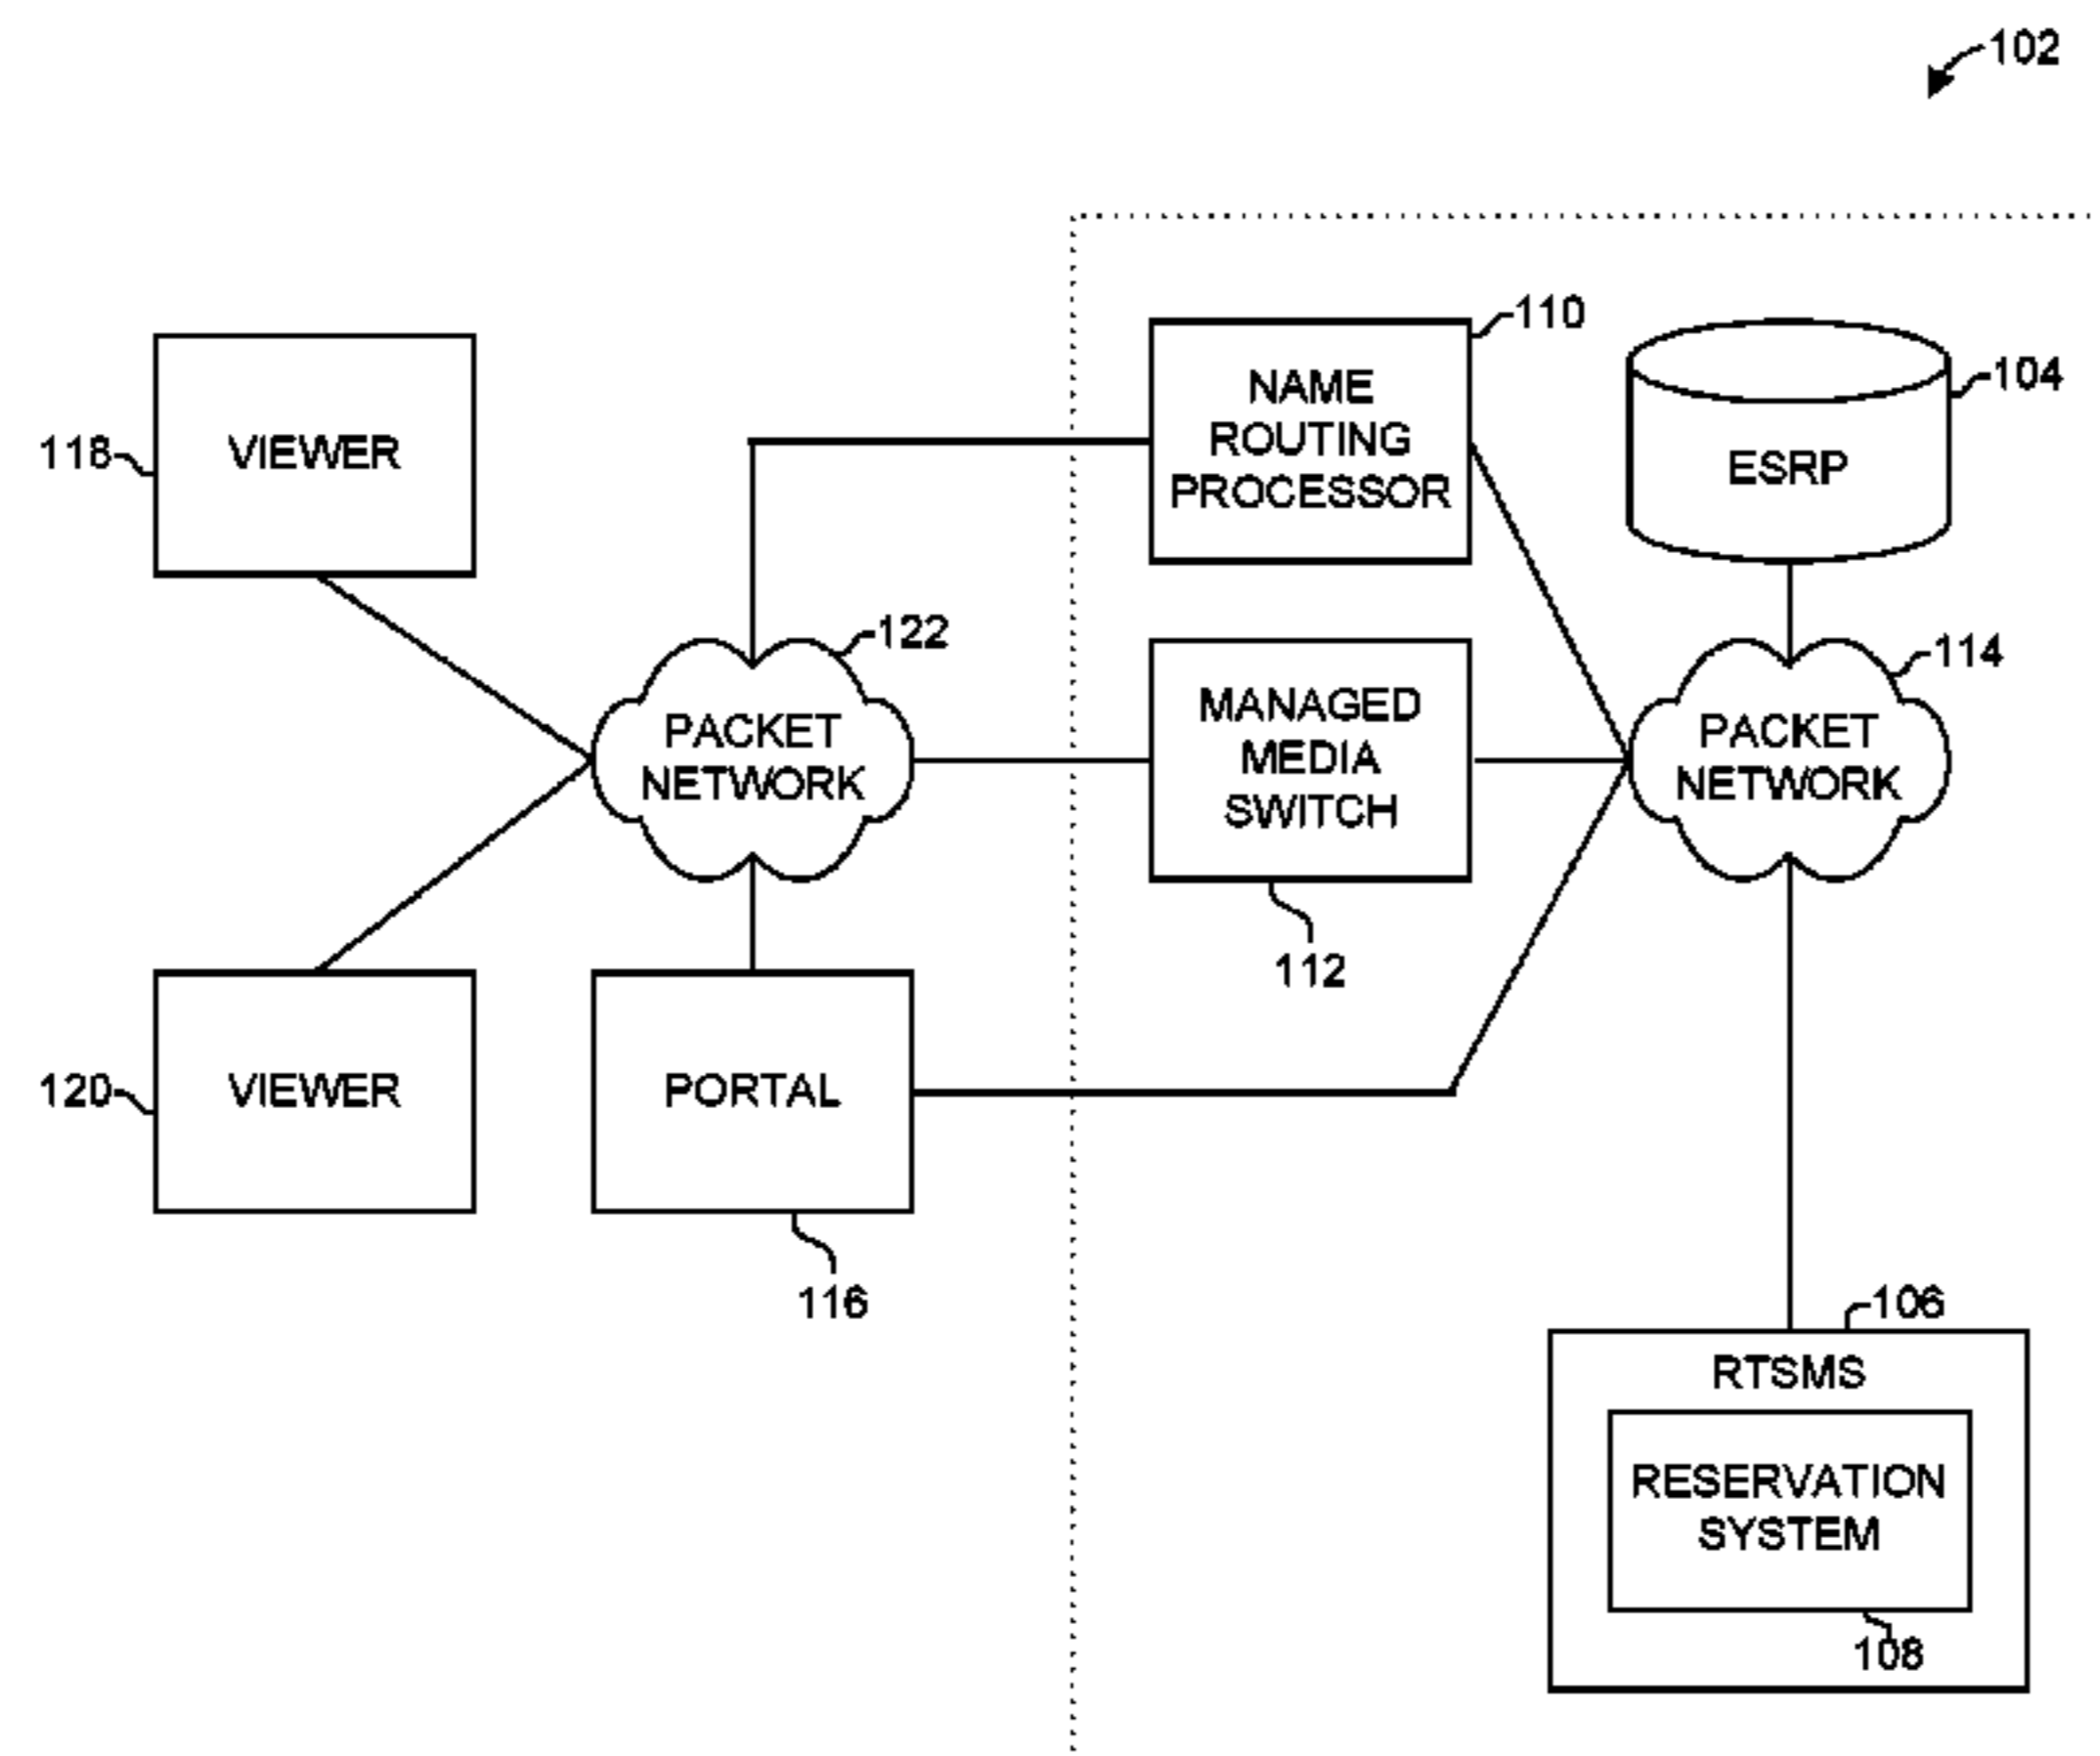 102
110
NAME
ROUTING
PROCESSOR
104
ESRP
118
VIEWER
122
PACKET
NETWORK
MANAGED
MEDIA
SWITCH
114
PACKET
NETWORK
112
120
VIEWER
PORTAL
116
106
RTSMS
RESERVATION
SYSTEM
108